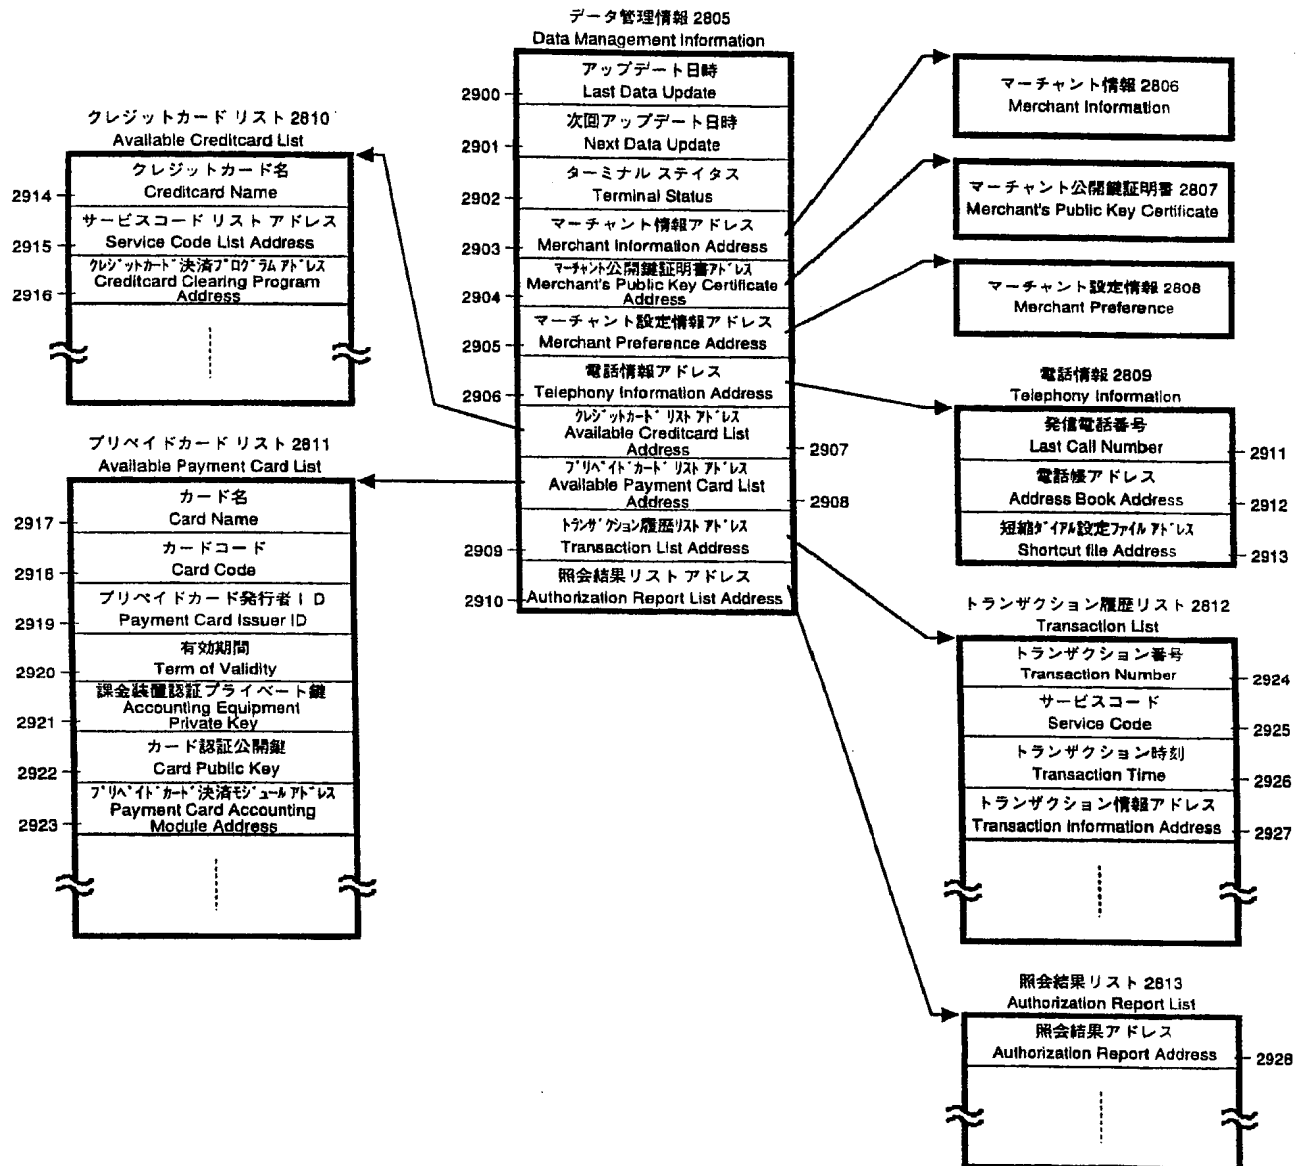 データ管理情報 2805
Data Management Information
アップデート日時
Last Data Update
2900
次回アップデート日時
Next Data Update
2901
ターミナル ステイタス
Terminal Status
2902
マーチャント情報アドレス
Merchant Information Address
2903
マーチャント公開鍵証明書アドレス
Merchant's Public Key Certificate
Address
2904
マーチャント設定情報アドレス
Merchant Preference Address
2905
電話情報アドレス
Telephony Information Address
2906
クレジットカード リスト アドレス
Available Creditcard List
Address
2907
プリペイドカード リスト アドレス
Available Payment Card List
Address
2908
トランザクション履歴リスト アドレス
Transaction List Address
2909
照会結果リスト アドレス
Authorization Report List Address
2910
クレジットカード リスト 2810
Available Creditcard List
クレジットカード名
Creditcard Name
2914
サービスコード リスト アドレス
Service Code List Address
2915
クレジットカード決済プログラム アドレス
Creditcard Clearing Program
Address
2916
プリペイドカード リスト 2811
Available Payment Card List
カード名
Card Name
2917
カードコード
Card Code
2918
プリペイドカード発行者ID
Payment Card Issuer ID
2919
有効期間
Term of Validity
2920
課金装置認証プライベート鍵
Accounting Equipment
Private Key
2921
カード認証公開鍵
Card Public Key
2922
プリペイドカード決済モジュール アドレス
Payment Card Accounting
Module Address
2923
マーチャント情報 2806
Merchant Information
マーチャント公開鍵証明書 2807
Merchant's Public Key Certificate
マーチャント設定情報 2808
Merchant Preference
電話情報 2809
Telephony Information
発信電話番号
Last Call Number
2911
電話帳アドレス
Address Book Address
2912
短縮ダイアル設定ファイル アドレス
Shortcut file Address
2913
トランザクション履歴リスト 2812
Transaction List
トランザクション番号
Transaction Number
2924
サービスコード
Service Code
2925
トランザクション時刻
Transaction Time
2926
トランザクション情報アドレス
Transaction Information Address
2927
照会結果リスト 2813
Authorization Report List
照会結果アドレス
Authorization Report Address
2928